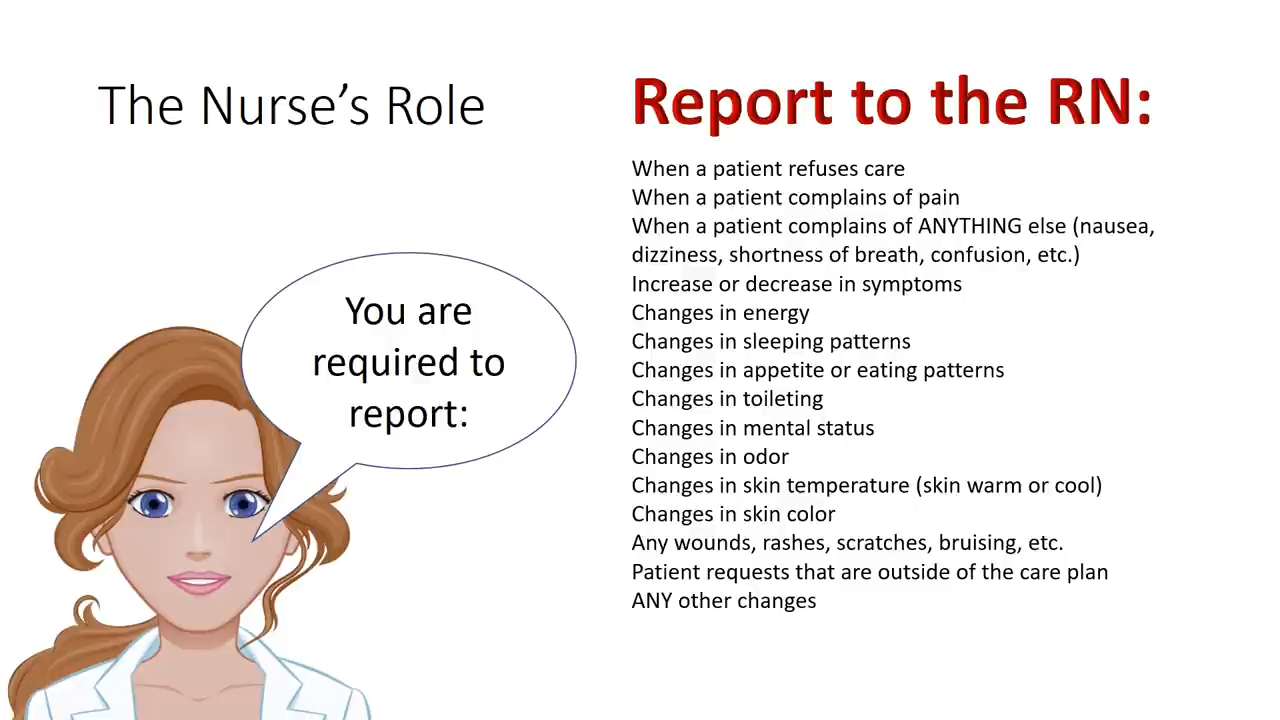 The Nurse's Role
Report to the RN:
When a patient refuses care
When a patient complains of pain
When a patient complains of ANYTHING else (nausea,
dizziness, shortness of breath, confusion, etc.)
Increase or decrease in symptoms
Changes in energy
Changes in sleeping patterns
Changes in appetite or eating patterns
Changes in toileting
Changes in mental status
Changes in odor
Changes in skin temperature (skin warm or cool)
Changes in skin color
Any wounds, rashes, scratches, bruising, etc.
Patient requests that are outside of the care plan
ANY other changes
You are
required to
report: